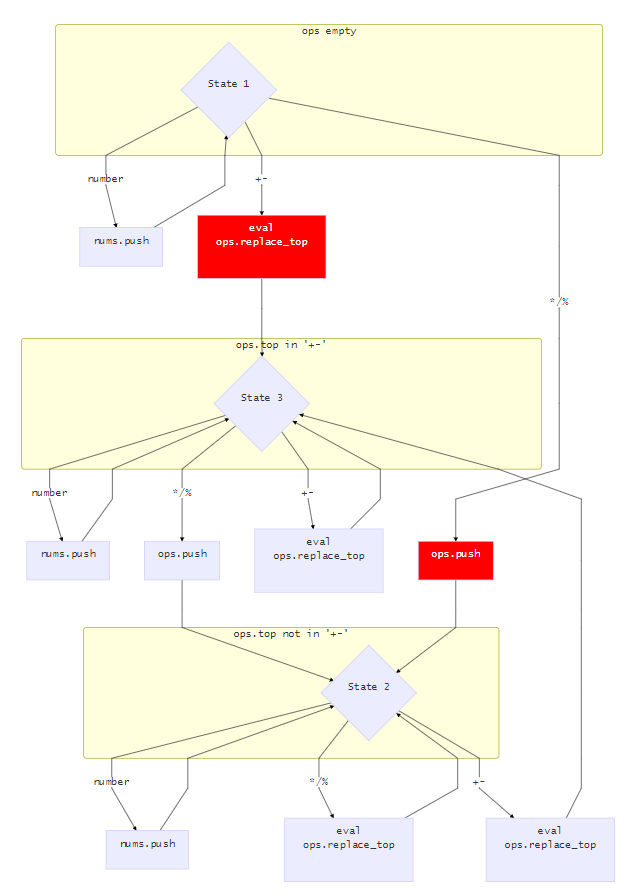 ops empty
State 1
number
+-
nums.push
eval
ops.replace_top
*/%
ops.top in '+-'
State 3
number
*/%
+-
nums.push
ops.push
eval
ops.replace_top
ops.push
ops.top not in '+-'
State 2
number
*/%
+-
nums.push
eval
ops.replace_top
eval
ops.replace_top